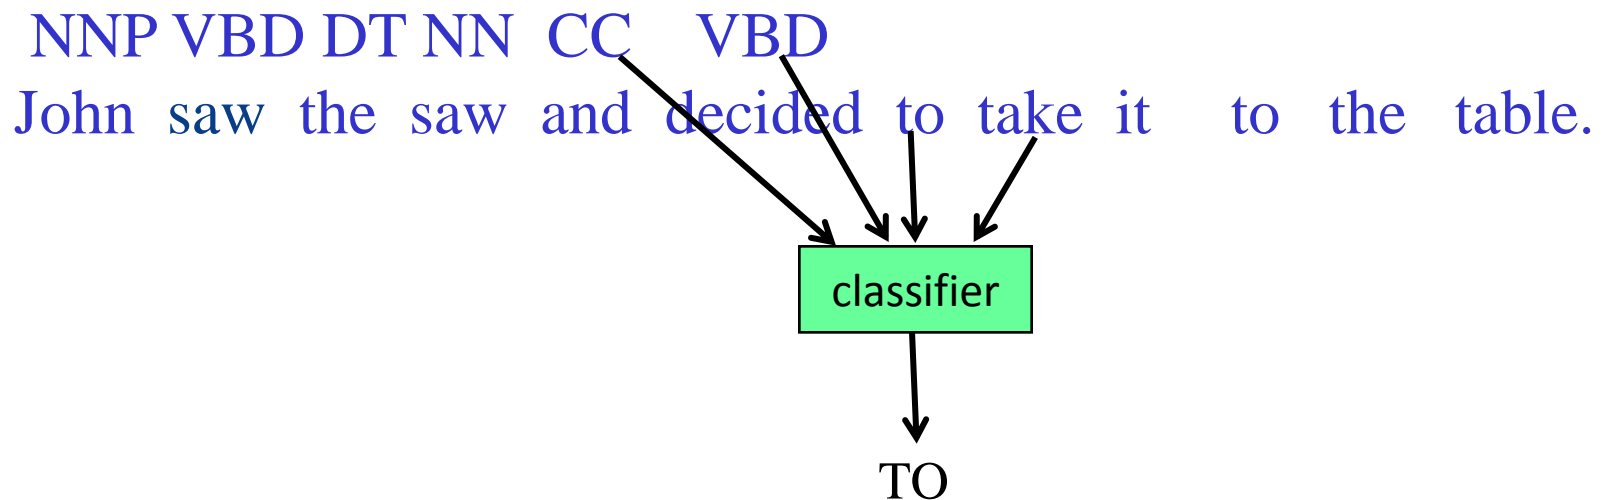 NNP VBD DT NN CC VBD
John saw the saw and decided to take it to the table.
classifier
TO